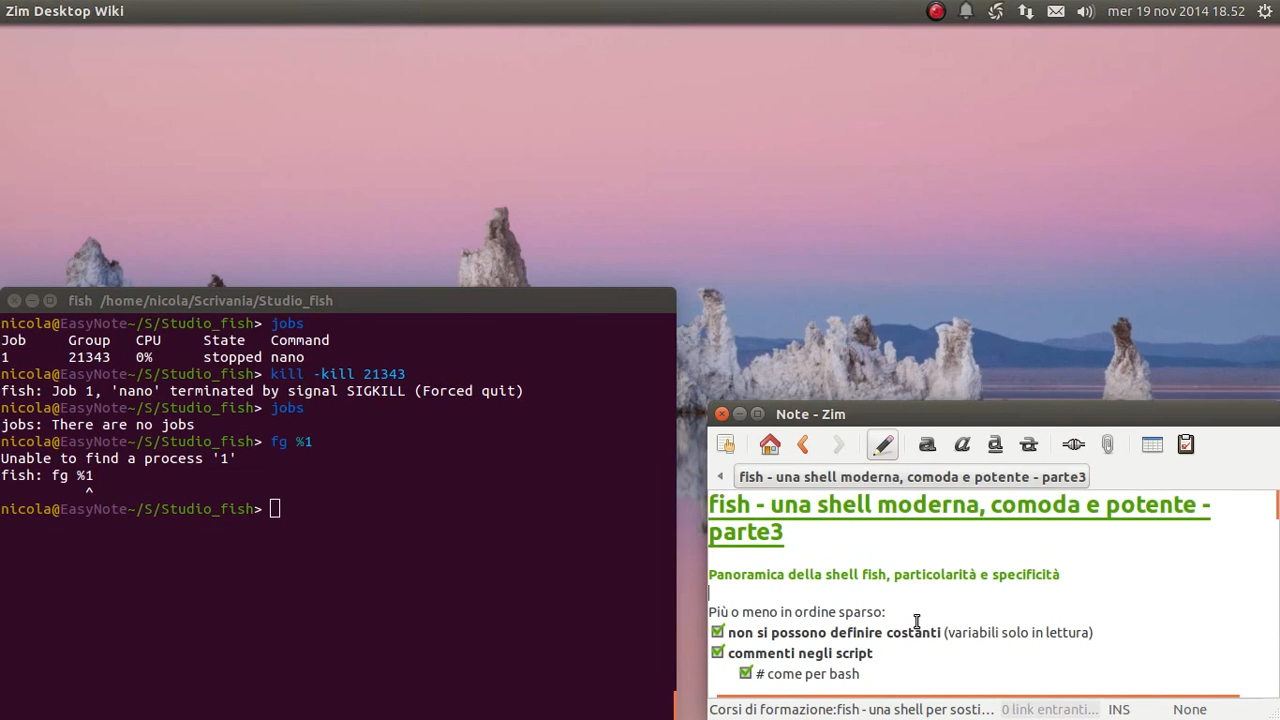 Zim Desktop Wiki
mer 19 nov 2014 18.52
fish /home/nicola/Scrivania/Studio_fish
nicola@EasyNote~/S/Studio_fish> jobs
Job Group CPU State Command
1 21343 0% stopped nano
nicola@EasyNote~/S/Studio_fish> kill -kill 21343
fish: Job 1, 'nano' terminated by signal SIGKILL (Forced quit)
nicola@EasyNote~/S/Studio_fish> jobs
jobs: There are no jobs
nicola@EasyNote~/S/Studio_fish> fg %1
Unable to find a process '1'
fish: fg %1
^
nicola@EasyNote~/S/Studio_fish>
Note - Zim
fish - una shell moderna, comoda e potente - parte3
fish - una shell moderna, comoda e potente -
parte3
Panoramica della shell fish, particolarità e specificità
Più o meno in ordine sparso:
non si possono definire costanti (variabili solo in lettura)
commenti negli script
# come per bash
Corsi di formazione:fish - una shell per sosti... 0 link entranti... INS None